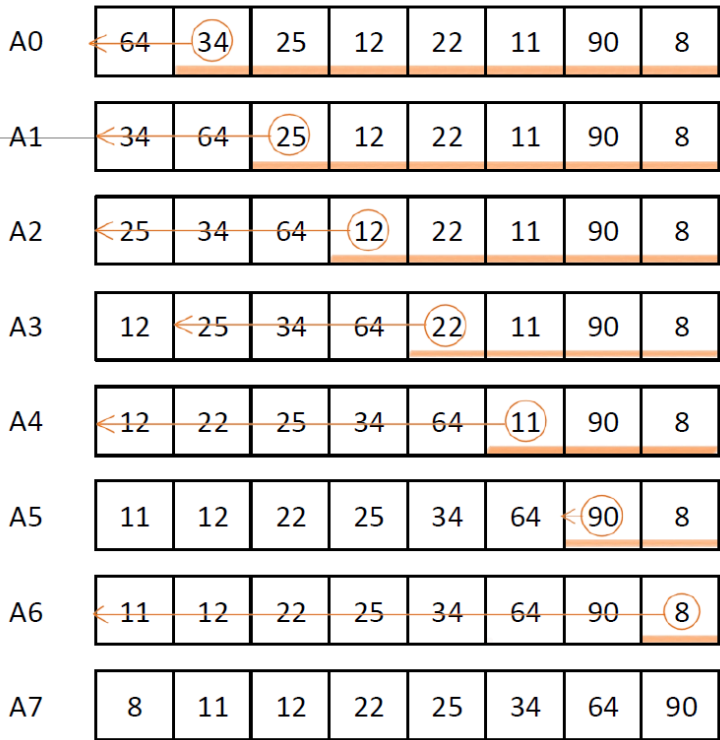 A0 64 34 25 12 22 11 90 8
A1 34 64 25 12 22 11 90 8
A2 25 34 64 12 22 11 90 8
A3 12 25 34 64 22 11 90 8
A4 12 22 25 34 64 11 90 8
A5 11 12 22 25 34 64 90 8
A6 11 12 22 25 34 64 90 8
A7 8 11 12 22 25 34 64 90